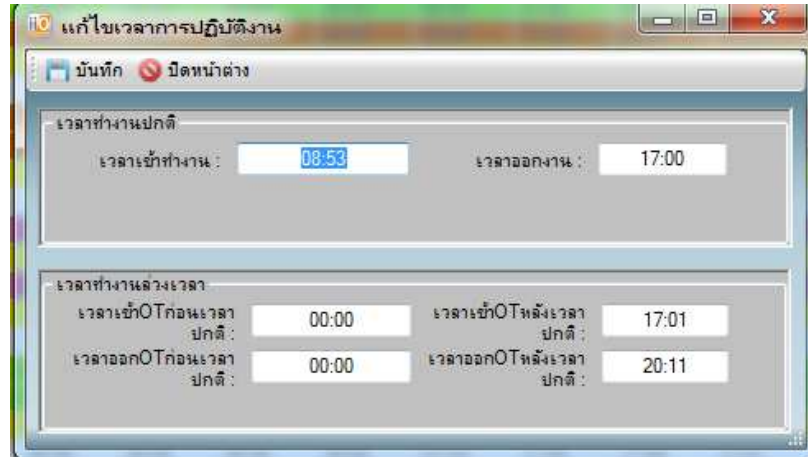 iO แก้ไขเวลาการปฏิบัติงาน
บันทึก ปิดหน้าต่าง
เวลาทำงานปกติ
เวลาเข้าทำงาน : 08:53 เวลาออกงาน : 17:00
เวลาทำงานล่วงเวลา
เวลาเข้าOTก่อนเวลา
ปกติ : 00:00
เวลาเข้าOTหลังเวลา
ปกติ : 17:01
เวลาออกOTก่อนเวลา
ปกติ : 00:00
เวลาออกOTหลังเวลา
ปกติ : 20:11